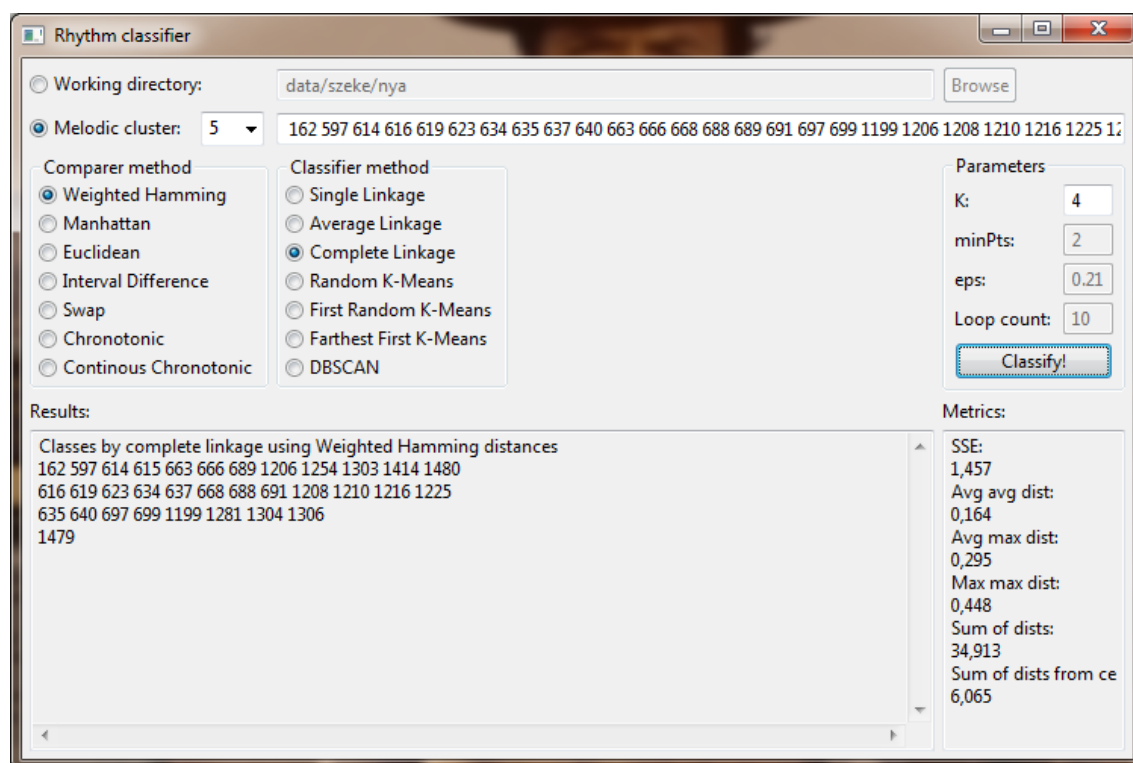 Rhythm classifier
Working directory: data/szeke/nya Browse
Melodic cluster: 5 162 597 614 616 619 623 634 635 637 640 663 666 668 688 689 691 697 699 1199 1206 1208 1210 1216 1225 12
Comparer method
Weighted Hamming
Manhattan
Euclidean
Interval Difference
Swap
Chronotonic
Continous Chronotonic
Classifier method
Single Linkage
Average Linkage
Complete Linkage
Random K-Means
First Random K-Means
Farthest First K-Means
DBSCAN
Parameters
K: 4
minPts: 2
eps: 0.21
Loop count: 10
Classify!
Results:
Classes by complete linkage using Weighted Hamming distances
162 597 614 615 663 666 689 1206 1254 1303 1414 1480
616 619 623 634 637 668 688 691 1208 1210 1216 1225
635 640 697 699 1199 1281 1304 1306
1479
Metrics:
SSE:
1,457
Avg avg dist:
0,164
Avg max dist:
0,295
Max max dist:
0,448
Sum of dists:
34,913
Sum of dists from ce
6,065